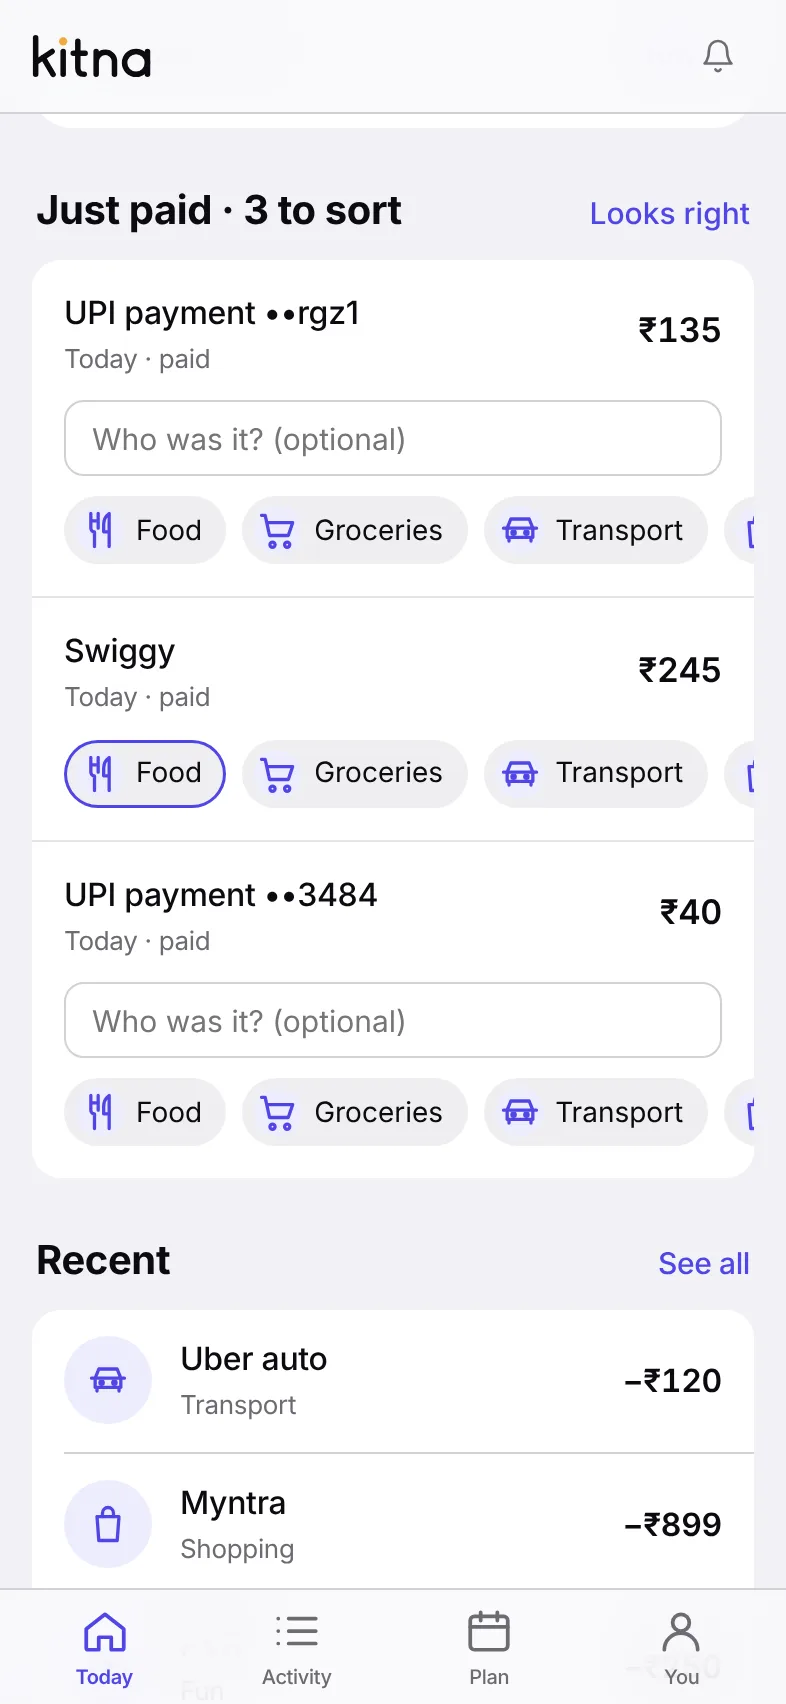 kitna
Just paid · 3 to sort
Looks right
UPI payment ••rgz1
₹135
Today · paid
Who was it? (optional)
Food
Groceries
Transport
Swiggy
₹245
Today · paid
Food
Groceries
Transport
UPI payment ••3484
₹40
Today · paid
Who was it? (optional)
Food
Groceries
Transport
Recent
See all
Uber auto
–₹120
Transport
Myntra
–₹899
Shopping
Today
Activity
Plan
You
Fun